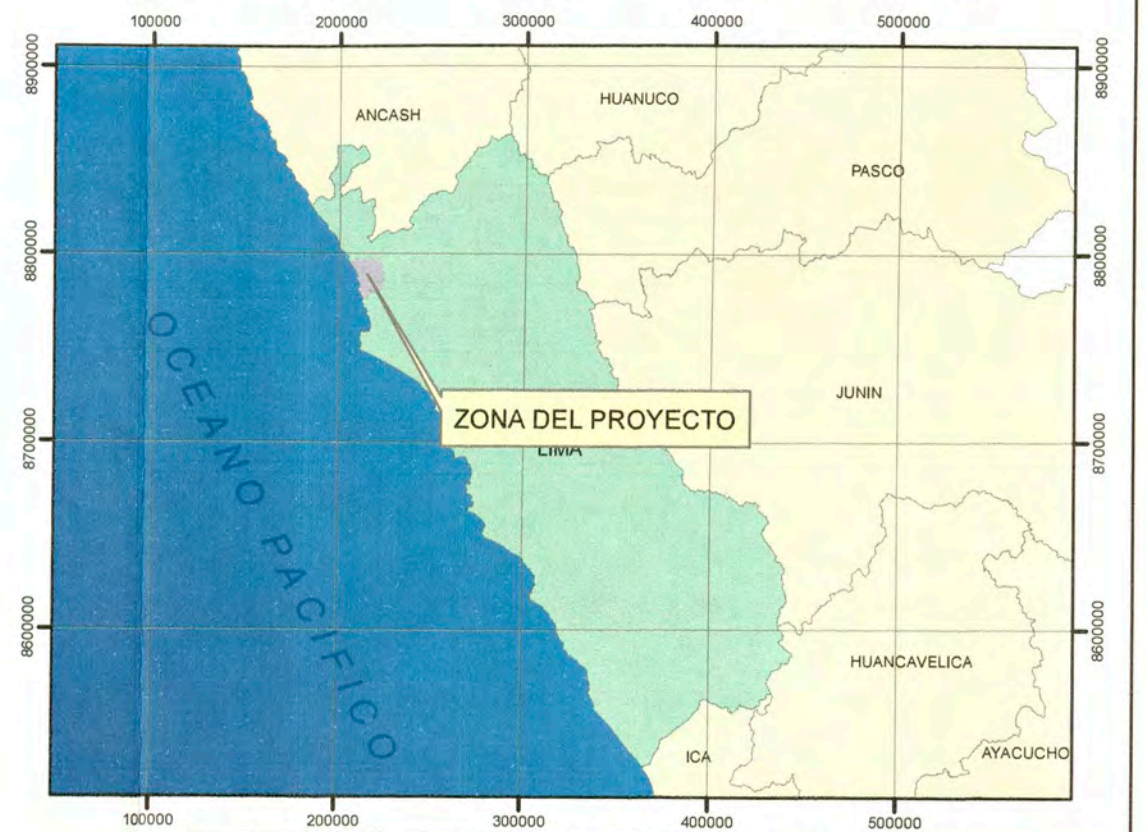 100000 200000 300000 400000 500000
8900000 8900000
ANCASH
HUANUCO
PASCO
8800000 8800000
OCEANO PACIFICO
JUNIN
ZONA DEL PROYECTO
LIMA
8700000 8700000
8600000 8600000
HUANCAVELICA
ICA
AYACUCHO
100000 200000 300000 400000 500000